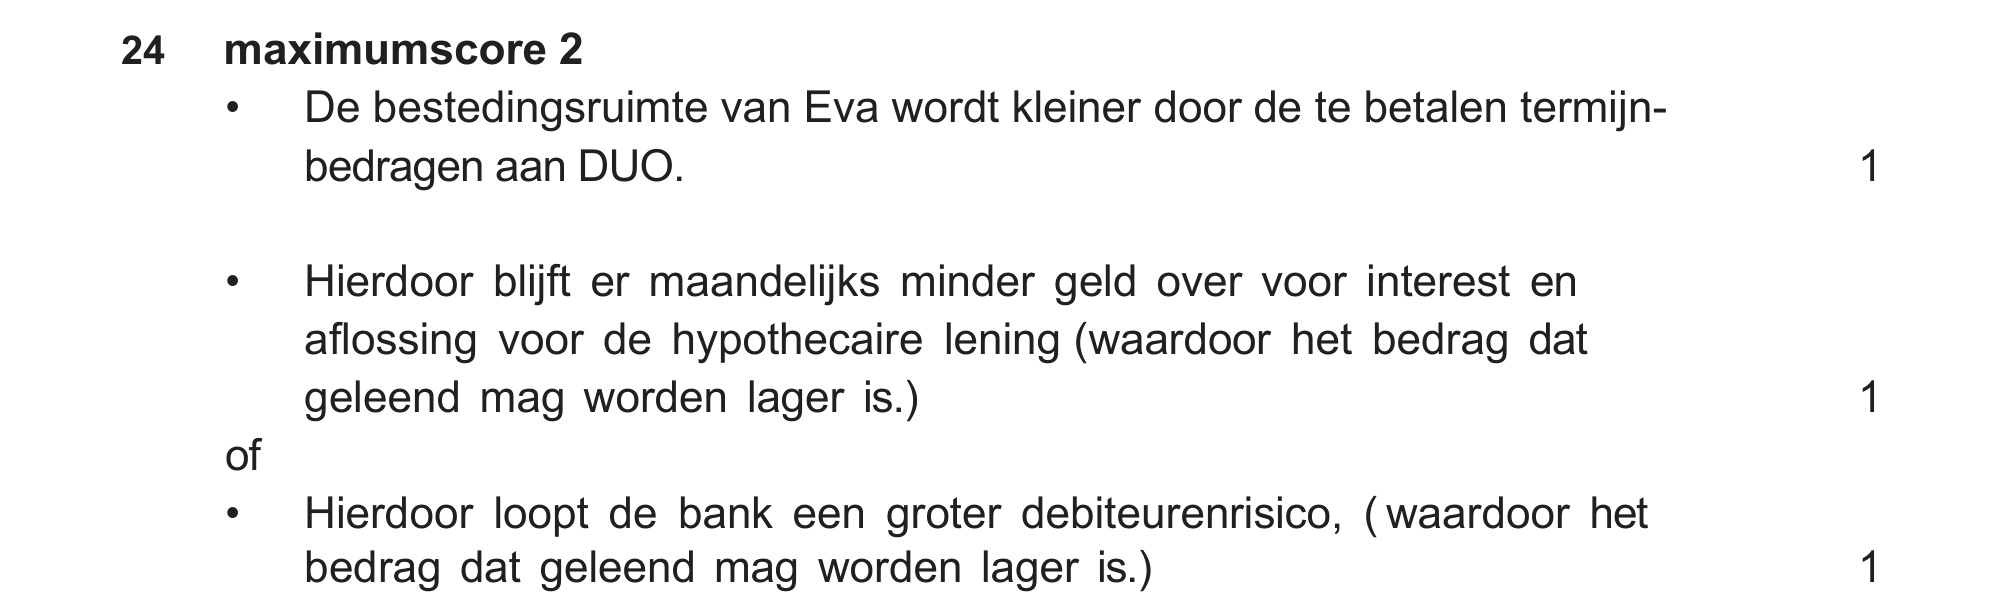 24 maximumscore 2
• De bestedingsruimte van Eva wordt kleiner door de te betalen termijn-
bedragen aan DUO. 1
• Hierdoor blijft er maandelijks minder geld over voor interest en
aflossing voor de hypothecaire lening (waardoor het bedrag dat
geleend mag worden lager is.) 1
of
• Hierdoor loopt de bank een groter debiteurenrisico, ( waardoor het
bedrag dat geleend mag worden lager is.) 1